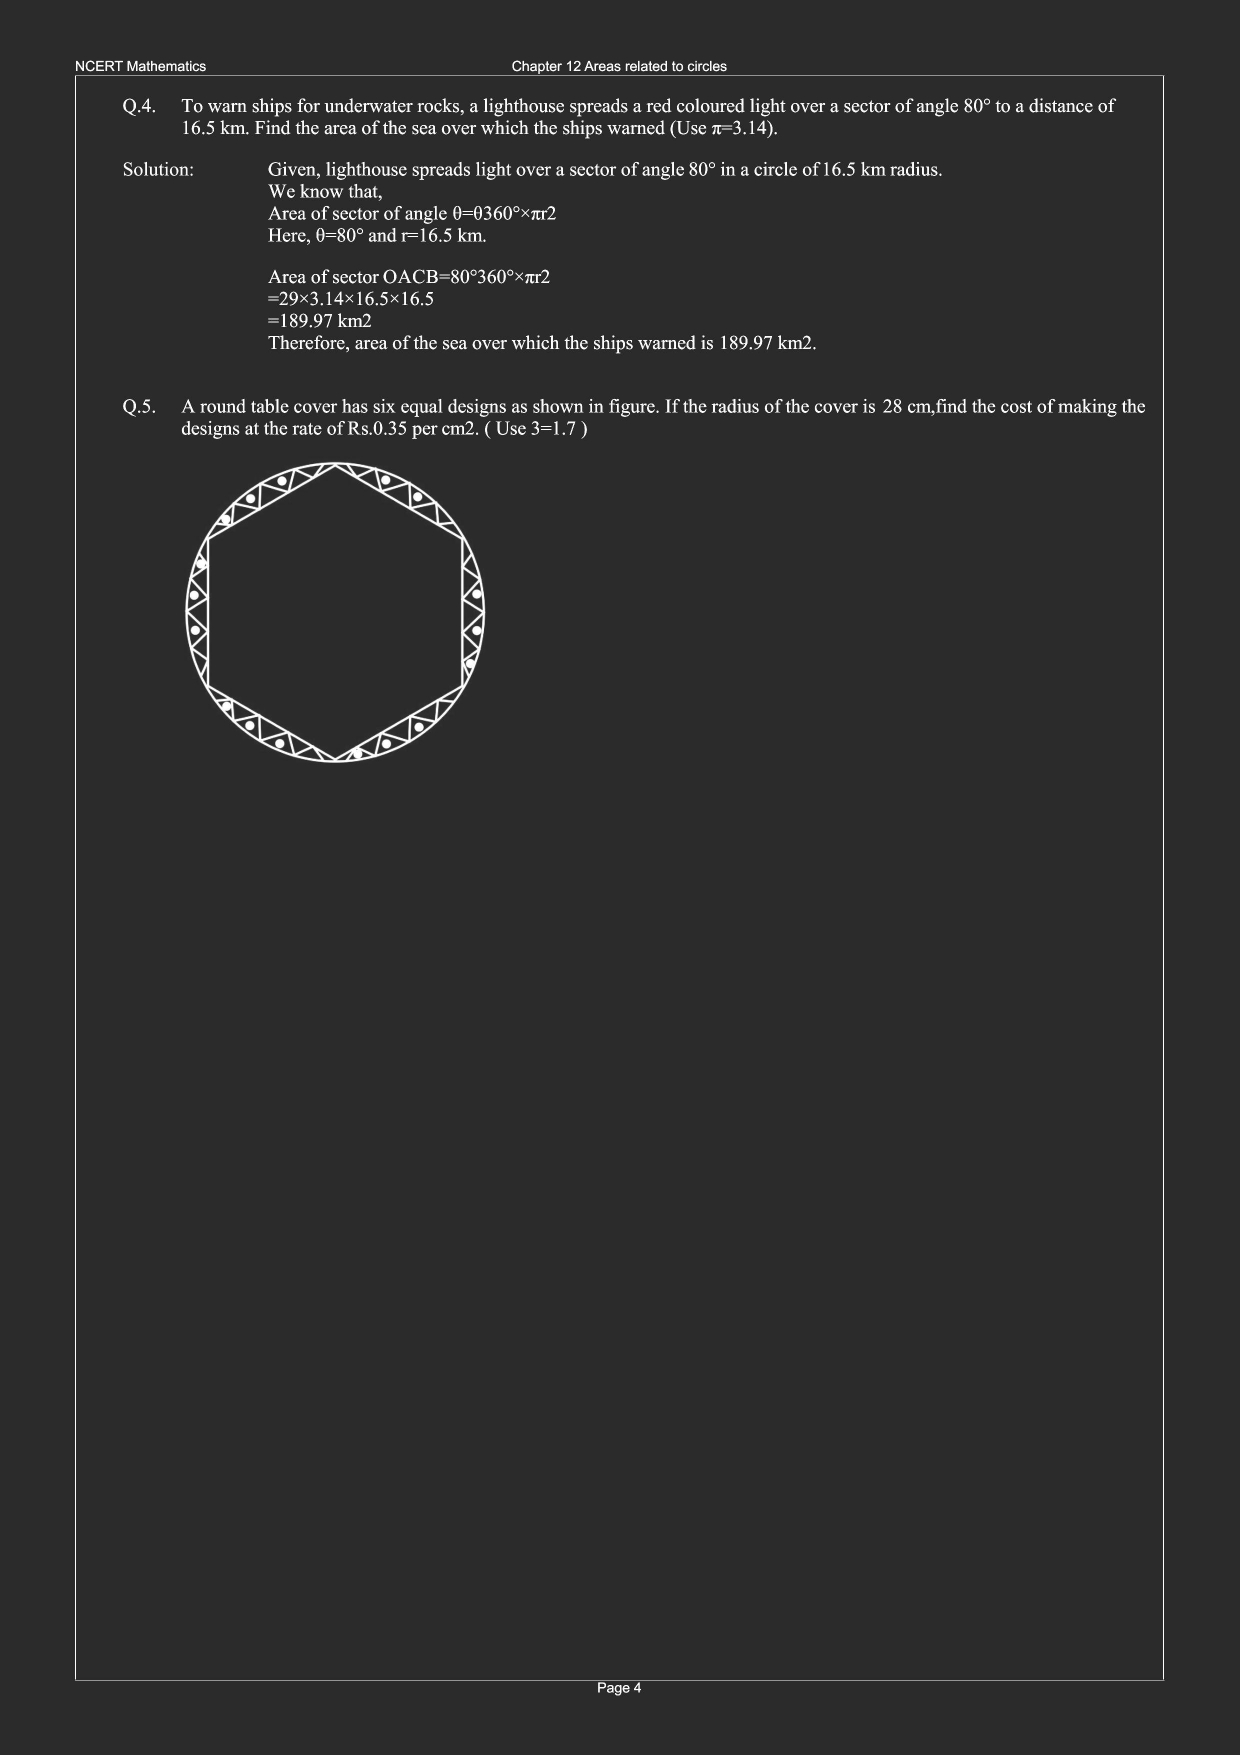 NCERT Mathematics Chapter 12 Areas related to circles
Q.4. To warn ships for underwater rocks, a lighthouse spreads a red coloured light over a sector of angle 80° to a distance of
16.5 km. Find the area of the sea over which the ships warned (Use π=3.14).
Solution: Given, lighthouse spreads light over a sector of angle 80° in a circle of 16.5 km radius.
We know that,
Area of sector of angle θ=θ360°×πr2
Here, θ=80° and r=16.5 km.
Area of sector OACB=80°360°×πr2
=29×3.14×16.5×16.5
=189.97 km2
Therefore, area of the sea over which the ships warned is 189.97 km2.
Q.5. A round table cover has six equal designs as shown in figure. If the radius of the cover is 28 cm,find the cost of making the
designs at the rate of Rs.0.35 per cm2. ( Use 3=1.7 )
Page 4